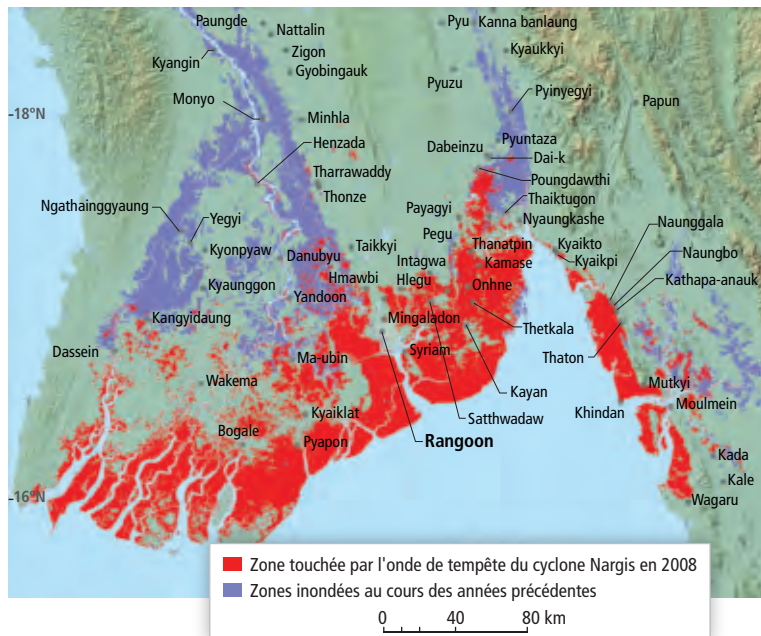 Paungde
Nattalin
Pyu
Kanna banlaung
Kyangin
Zigon
Kyaukkyi
Gyobingauk
Pyuzu
Pyinyegyi
Monyo
Papun
-18°N
Minhla
Henzada
Pyuntaza
Dabeinzu
Dai-k
Tharrawaddy
Poungdawthi
Thonze
Thaiktugon
Ngathainggyaung
Yegyi
Payagyi
Nyaungkashe
Naunggala
Pegu
Kyonpyaw
Danubyu
Taikkyi
Thanatpin
Kyaikto
Naungbo
Intagwa
Kamase
Kyaikpi
Kyaunggon
Hmawbi
Hlegu
Onhne
Kathapa-anauk
Yandoon
Kangyidaung
Mingaladon
Thetkala
Dassein
Ma-ubin
Syriam
Thaton
Wakema
Kayan
Mutkyi
Kyaiklat
Satthwadaw
Khindan
Moulmein
Bogale
Pyapon
Rangoon
Kada
Kale
-16°N
Wagaru
Zone touchée par l'onde de tempête du cyclone Nargis en 2008
Zones inondées au cours des années précédentes
0 40 80 km